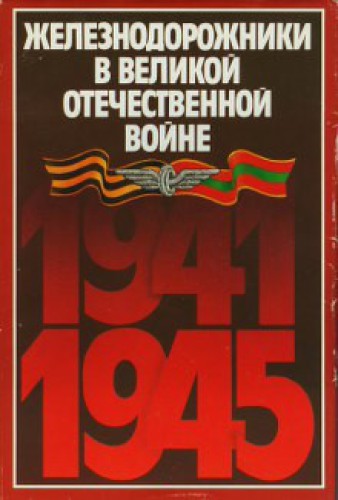 ЖЕЛЕЗНОДОРОЖНИКИ
В ВЕЛИКОЙ
ОТЕЧЕСТВЕННОЙ
ВОЙНЕ
1941
1945